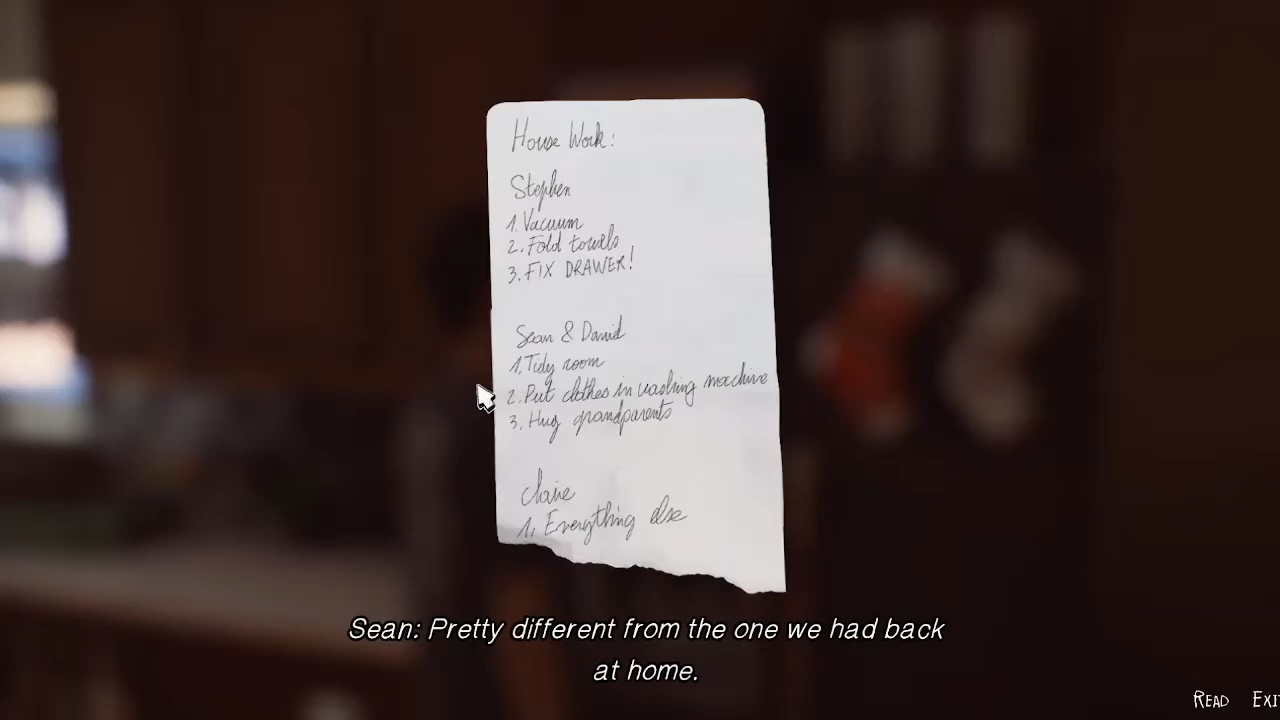 House Work:
Stephen
1. Vacuum
2. Fold towels
3. FIX DRAWER!
Sean & Daniel
1. Tidy room
2. Put clothes in washing machine
3. Hug grandparents
Claire
1. Everything else
Sean: Pretty different from the one we had back
at home.
READ EXIT